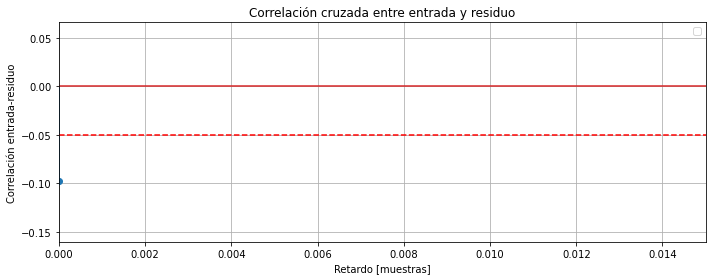 Correlación cruzada entre entrada y residuo
Correlación entrada-residuo
0.05
0.00
−0.05
−0.10
−0.15
0.000 0.002 0.004 0.006 0.008 0.010 0.012 0.014
Retardo [muestras]